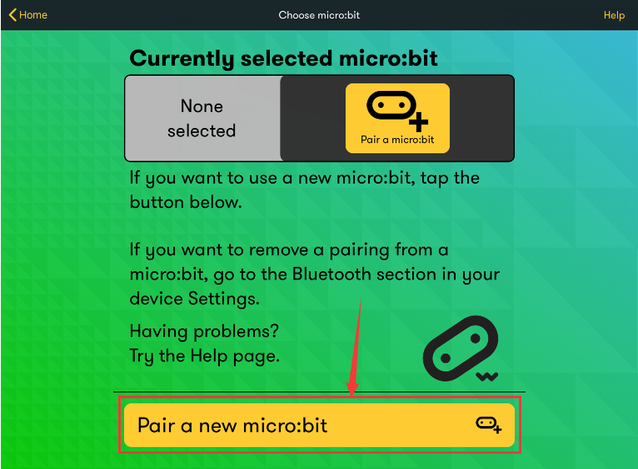 Home
Choose micro:bit
Help
Currently selected micro:bit
None
selected
Pair a micro:bit
If you want to use a new micro:bit, tap the
button below.
If you want to remove a pairing from a
micro:bit, go to the Bluetooth section in your
device Settings.
Having problems?
Try the Help page.
Pair a new micro:bit